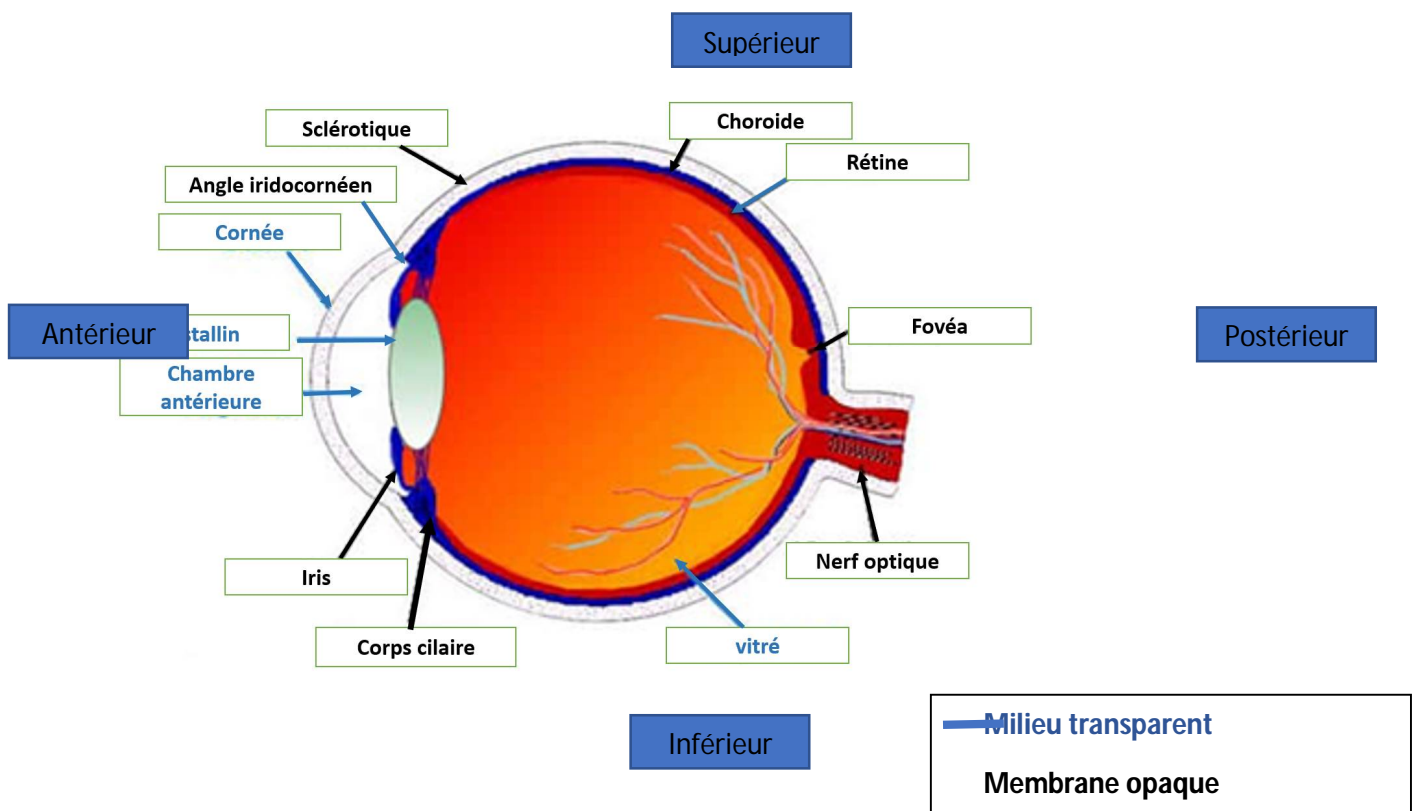 Supérieur
Sclérotique
Choroide
Rétine
Angle iridocornéen
Cornée
Antérieur
stallin
Chambre
antérieure
Fovéa
Postérieur
Iris
Nerf optique
Corps cilaire
vitré
Inférieur
Milieu transparent
Membrane opaque